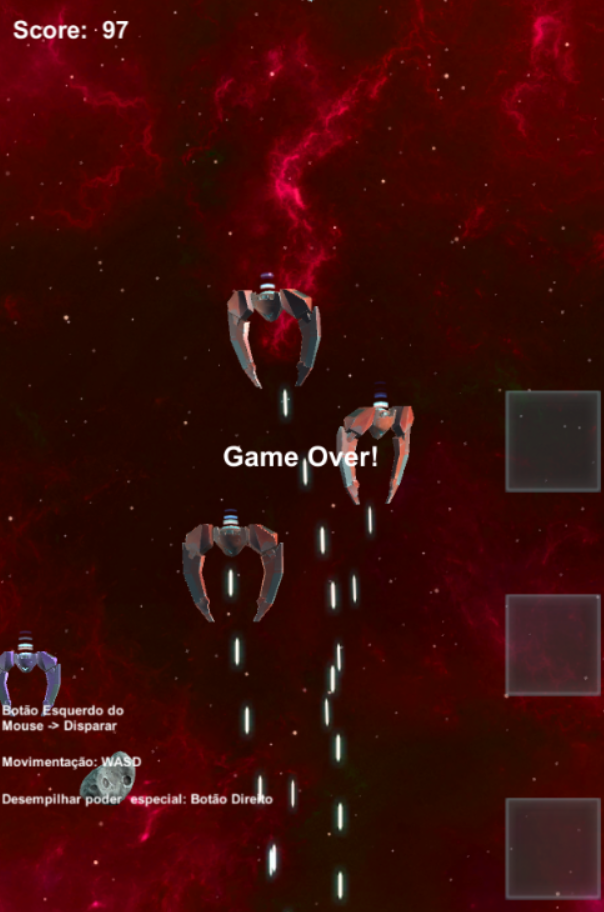 Score: 97
Game Over!
Botão Esquerdo do
Mouse -> Disparar
Movimentação: WASD
Desempilhar poder especial: Botão Direito